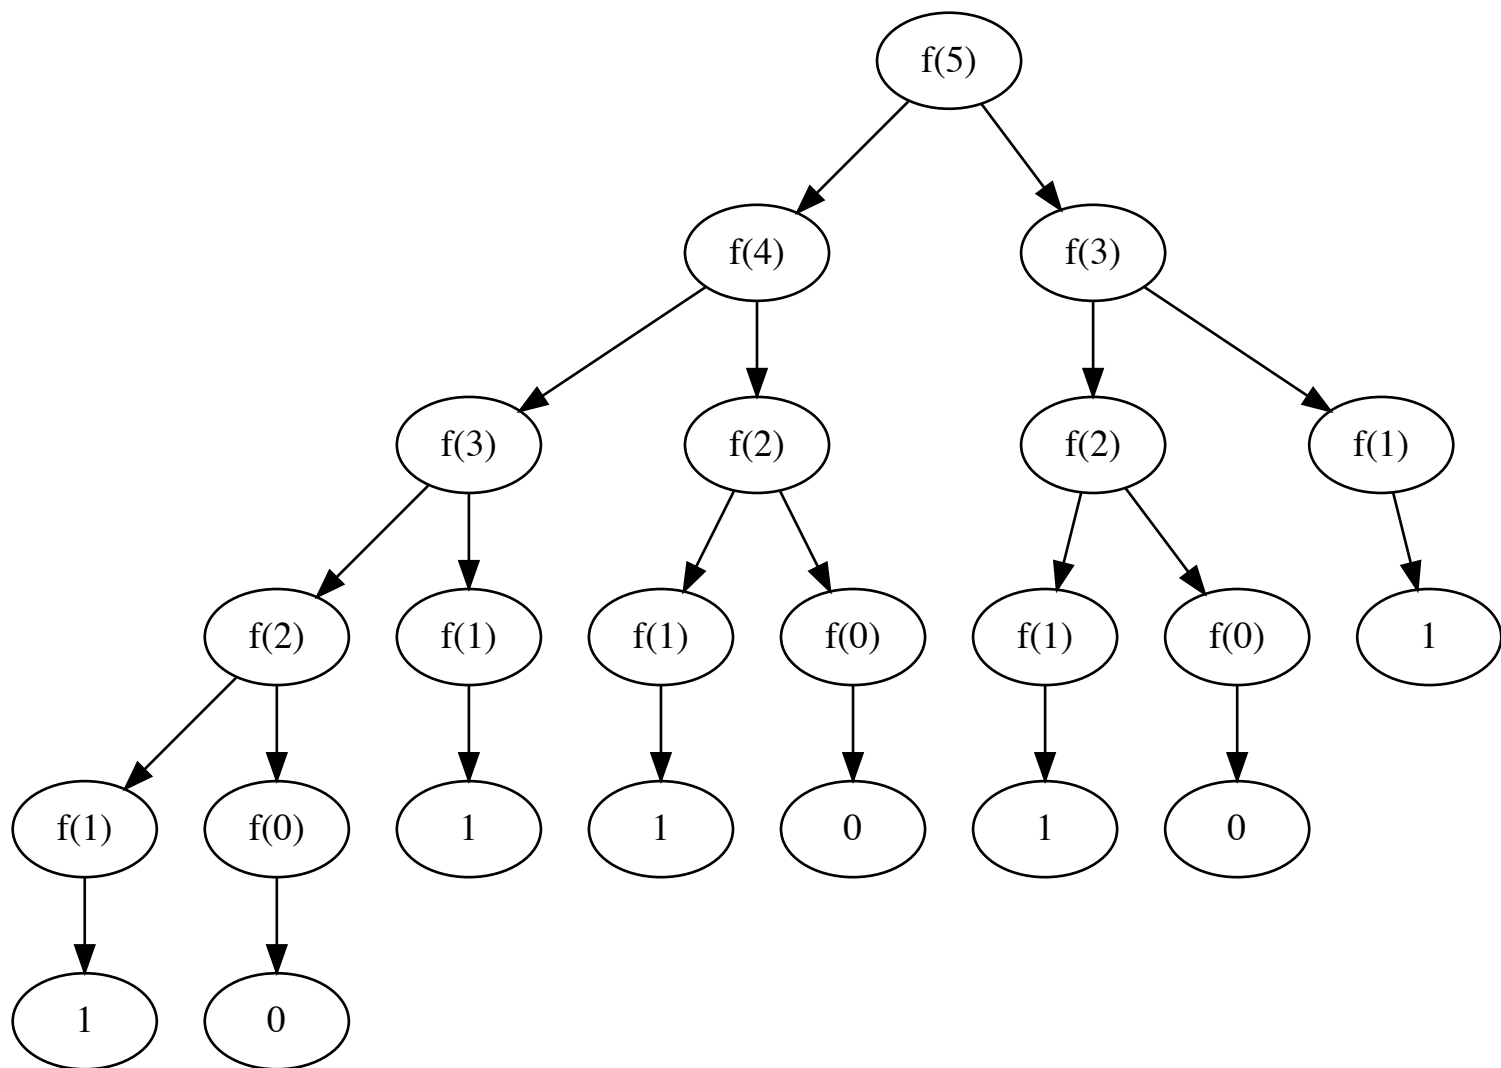 f(5)
f(4) f(3)
f(3) f(2) f(2) f(1)
f(2) f(1) f(1) f(0) f(1) f(0) 1
f(1) f(0) 1 1 0 1 0
1 0